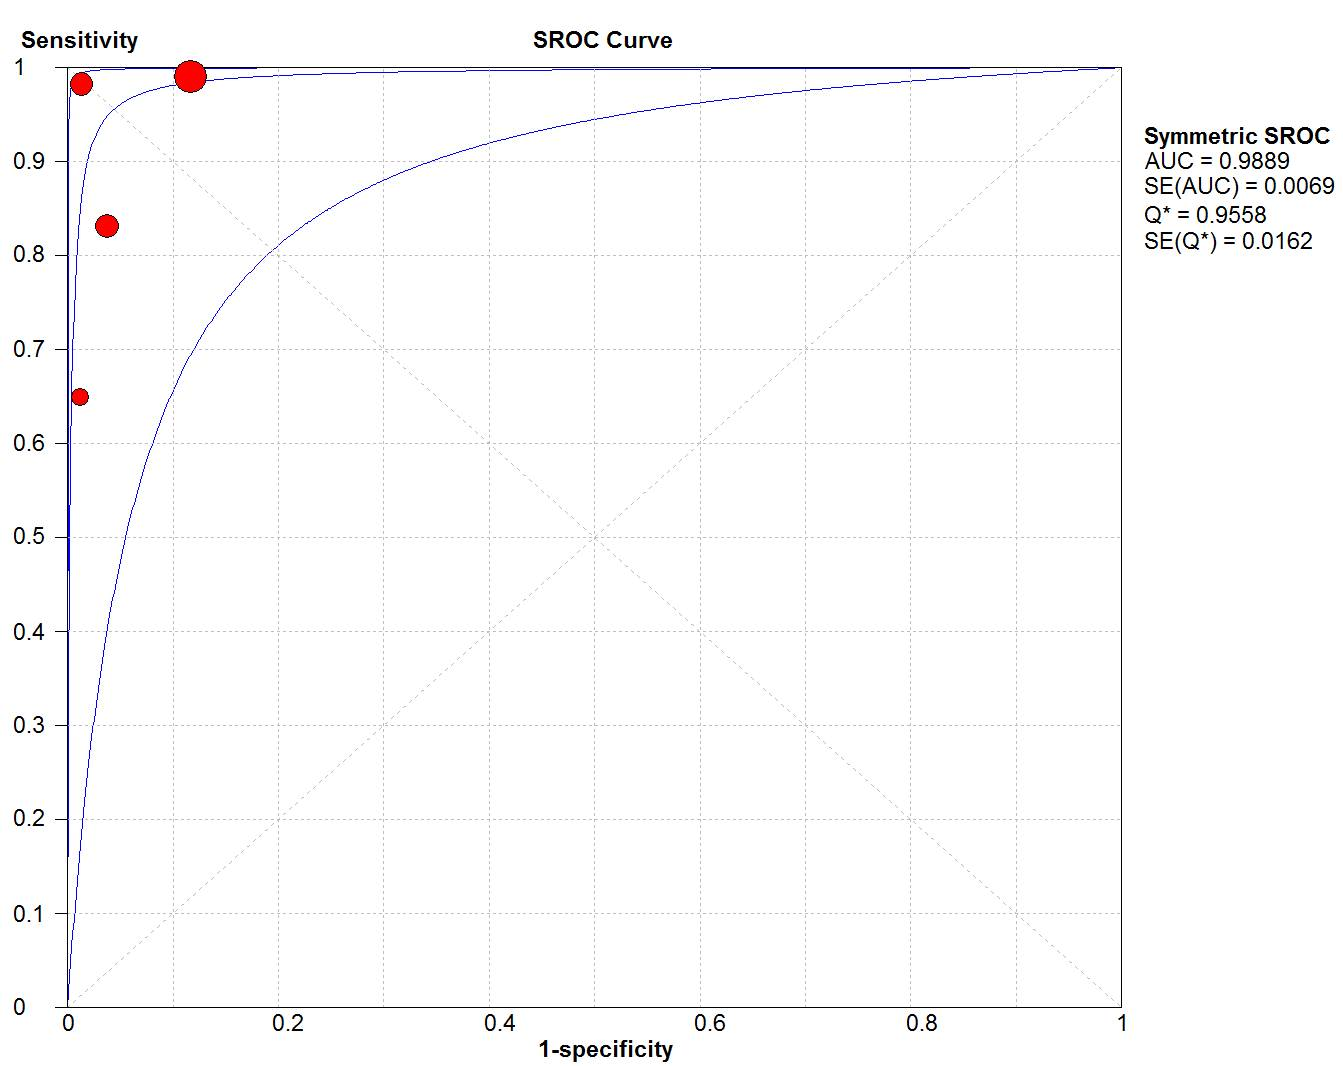 Sensitivity
SROC Curve
1
0.9
0.8
0.7
0.6
0.5
0.4
0.3
0.2
0.1
0
0 0.2 0.4 0.6 0.8 1
1-specificity
Symmetric SROC
AUC = 0.9889
SE(AUC) = 0.0069
Q* = 0.9558
SE(Q*) = 0.0162